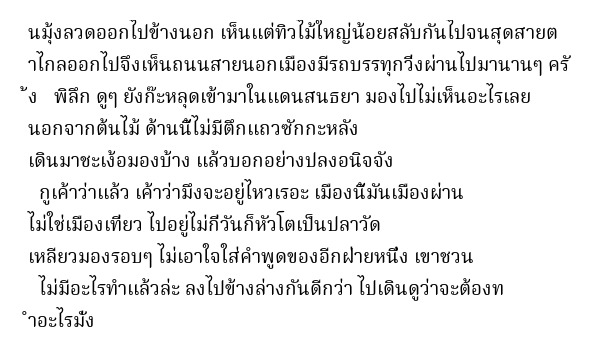 นมุ้งลวดออกไปข้างนอก เห็นแต่ทิวไม้ใหญ่น้อยสลับกันไปจนสุดสายต
าไกลออกไปจึงเห็นถนนสายนอกเมืองมีรถบรรทุกวิ่งผ่านไปมานานๆ ครั
้ง   พิลึก ดูๆ ยังก๊ะหลุดเข้ามาในแดนสนธยา มองไปไม่เห็นอะไรเลย
นอกจากต้นไม้ ด้านนี้ไม่มีตึกแถวซักกะหลัง
เดินมาชะเง้อมองบ้าง แล้วบอกอย่างปลงอนิจจัง
  กูเค้าว่าแล้ว เค้าว่ามึงจะอยู่ไหวเรอะ เมืองนี้มันเมืองผ่าน
ไม่ใช่เมืองเที่ยว ไปอยู่ไม่กี่วันก็หัวโตเป็นปลาวัด
เหลียวมองรอบๆ ไม่เอาใจใส่คำพูดของอีกฝ่ายหนึ่ง เขาชวน
  ไม่มีอะไรทำแล้วล่ะ ลงไปข้างล่างกันดีกว่า ไปเดินดูว่าจะต้องท
ำอะไรมั่ง